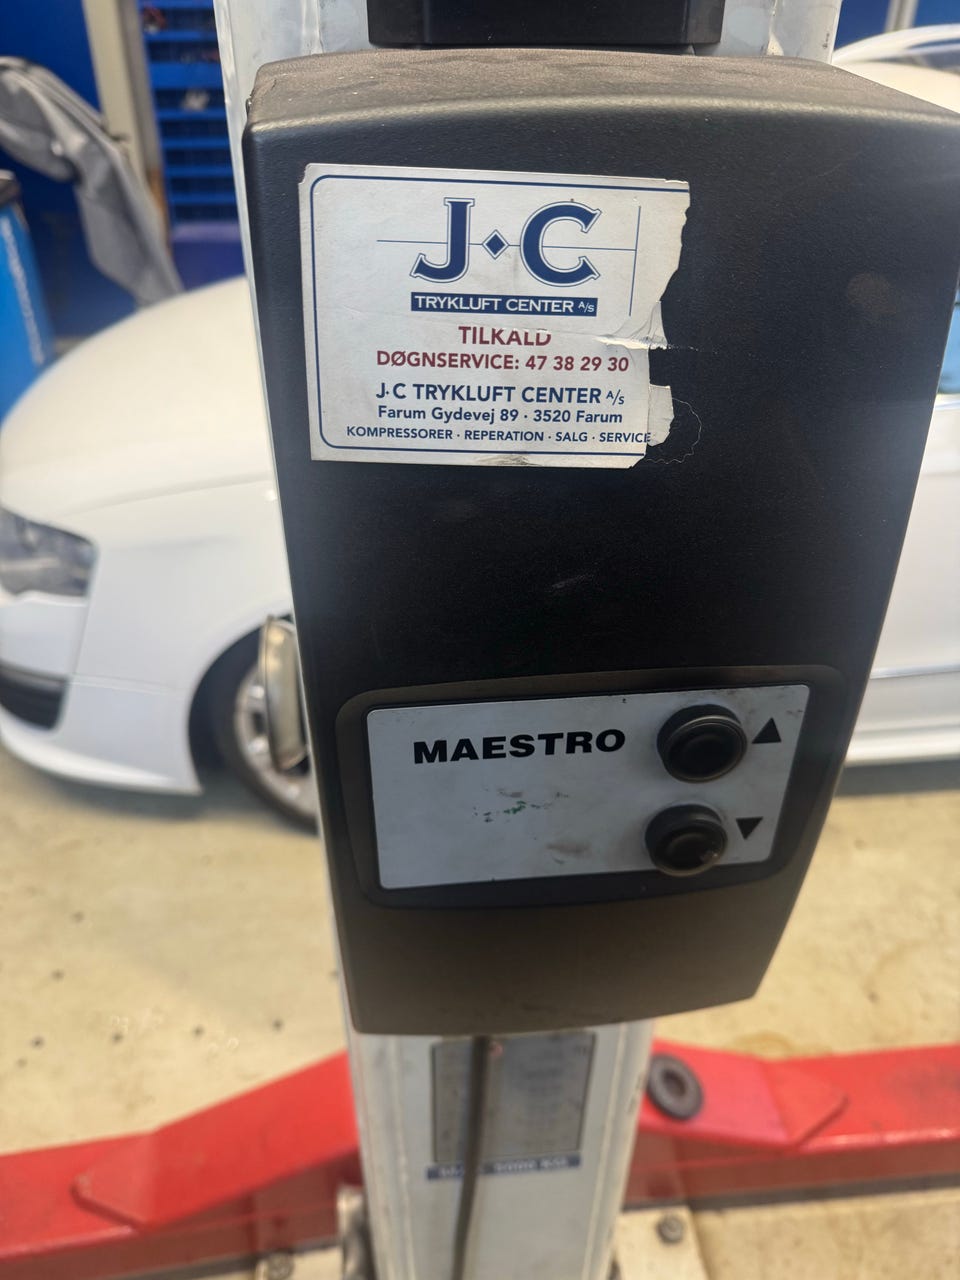 J·C
TRYKLUFT CENTER A/S
TILKALD
DØGNSERVICE: 47 38 29 30
J·C TRYKLUFT CENTER A/S
Farum Gydevej 89 · 3520 Farum
KOMPRESSORER · REPERATION · SALG · SERVICE
MAESTRO
▲
▼